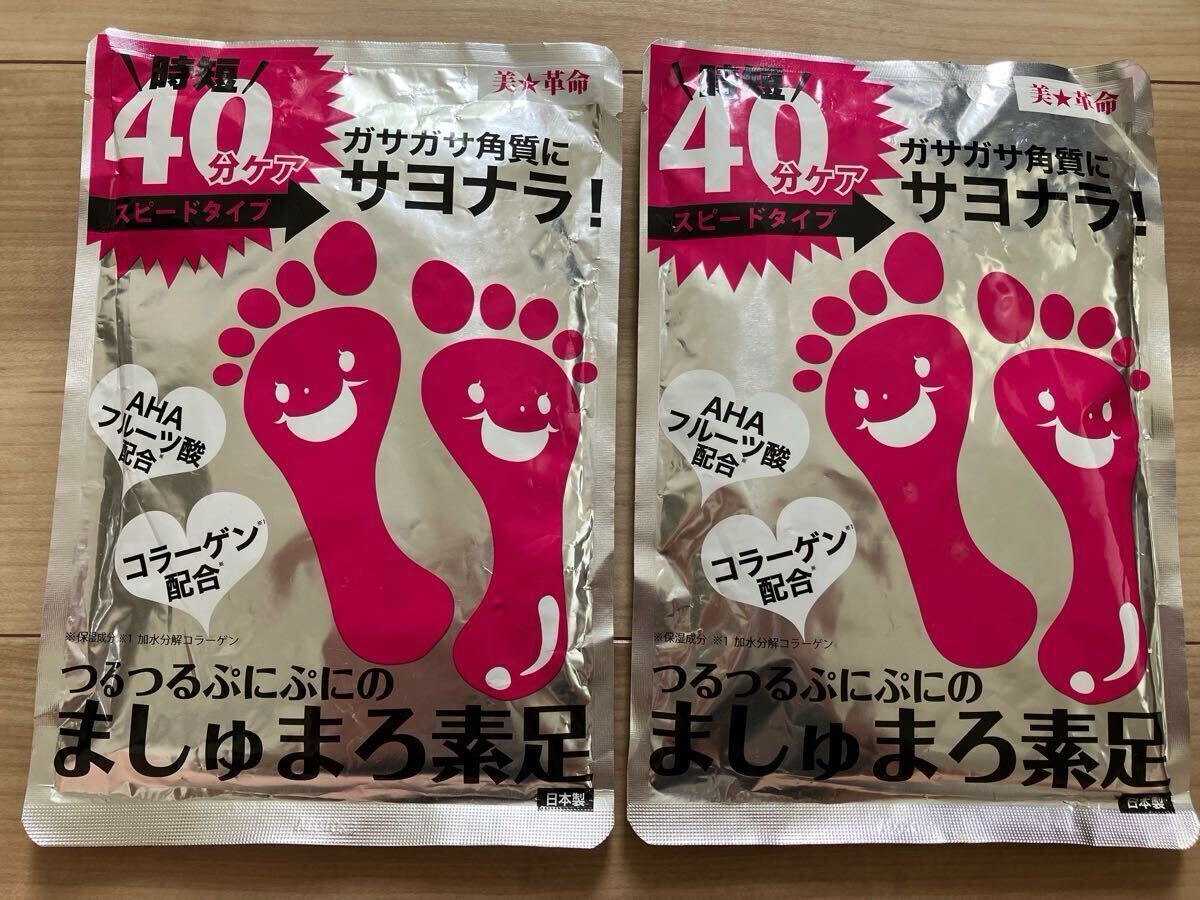 時短
40
分ケア
スピードタイプ
美★革命
ガサガサ角質に
サヨナラ!
AHA
フルーツ酸
配合※
コラーゲン※1
配合※
※保湿成分 ※1 加水分解コラーゲン
つるつるぷにぷにの
ましゅまろ素足
日本製
時短
40
分ケア
スピードタイプ
美★革命
ガサガサ角質に
サヨナラ!
AHA
フルーツ酸
配合※
コラーゲン※1
配合※
※保湿成分 ※1 加水分解コラーゲン
つるつるぷにぷにの
ましゅまろ素足
日本製